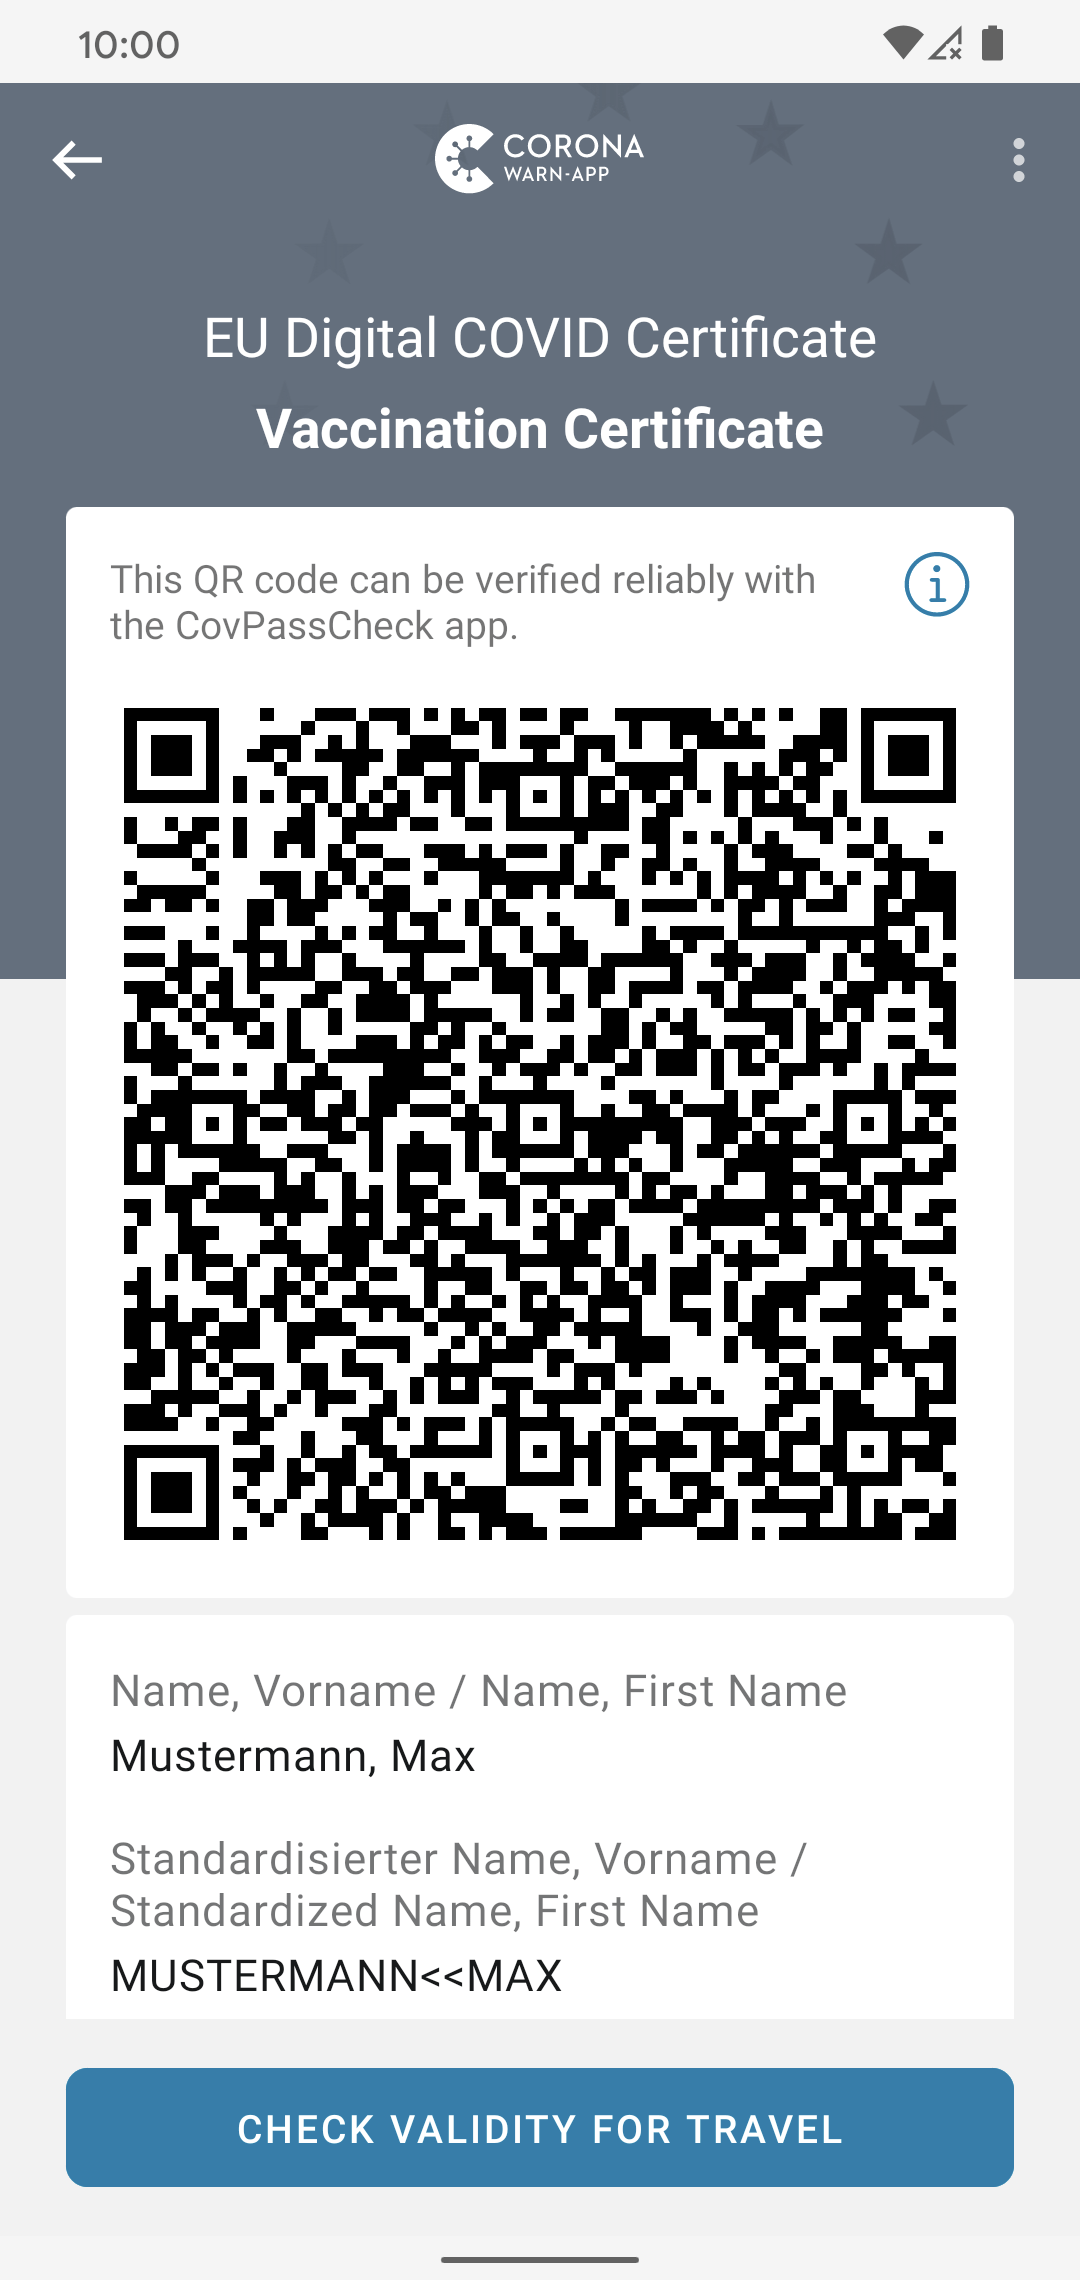 10:00
CORONA
WARN-APP
EU Digital COVID Certificate
Vaccination Certificate
This QR code can be verified reliably with
the CovPassCheck app.
Name, Vorname / Name, First Name
Mustermann, Max
Standardisierter Name, Vorname /
Standardized Name, First Name
MUSTERMANN<<MAX
CHECK VALIDITY FOR TRAVEL